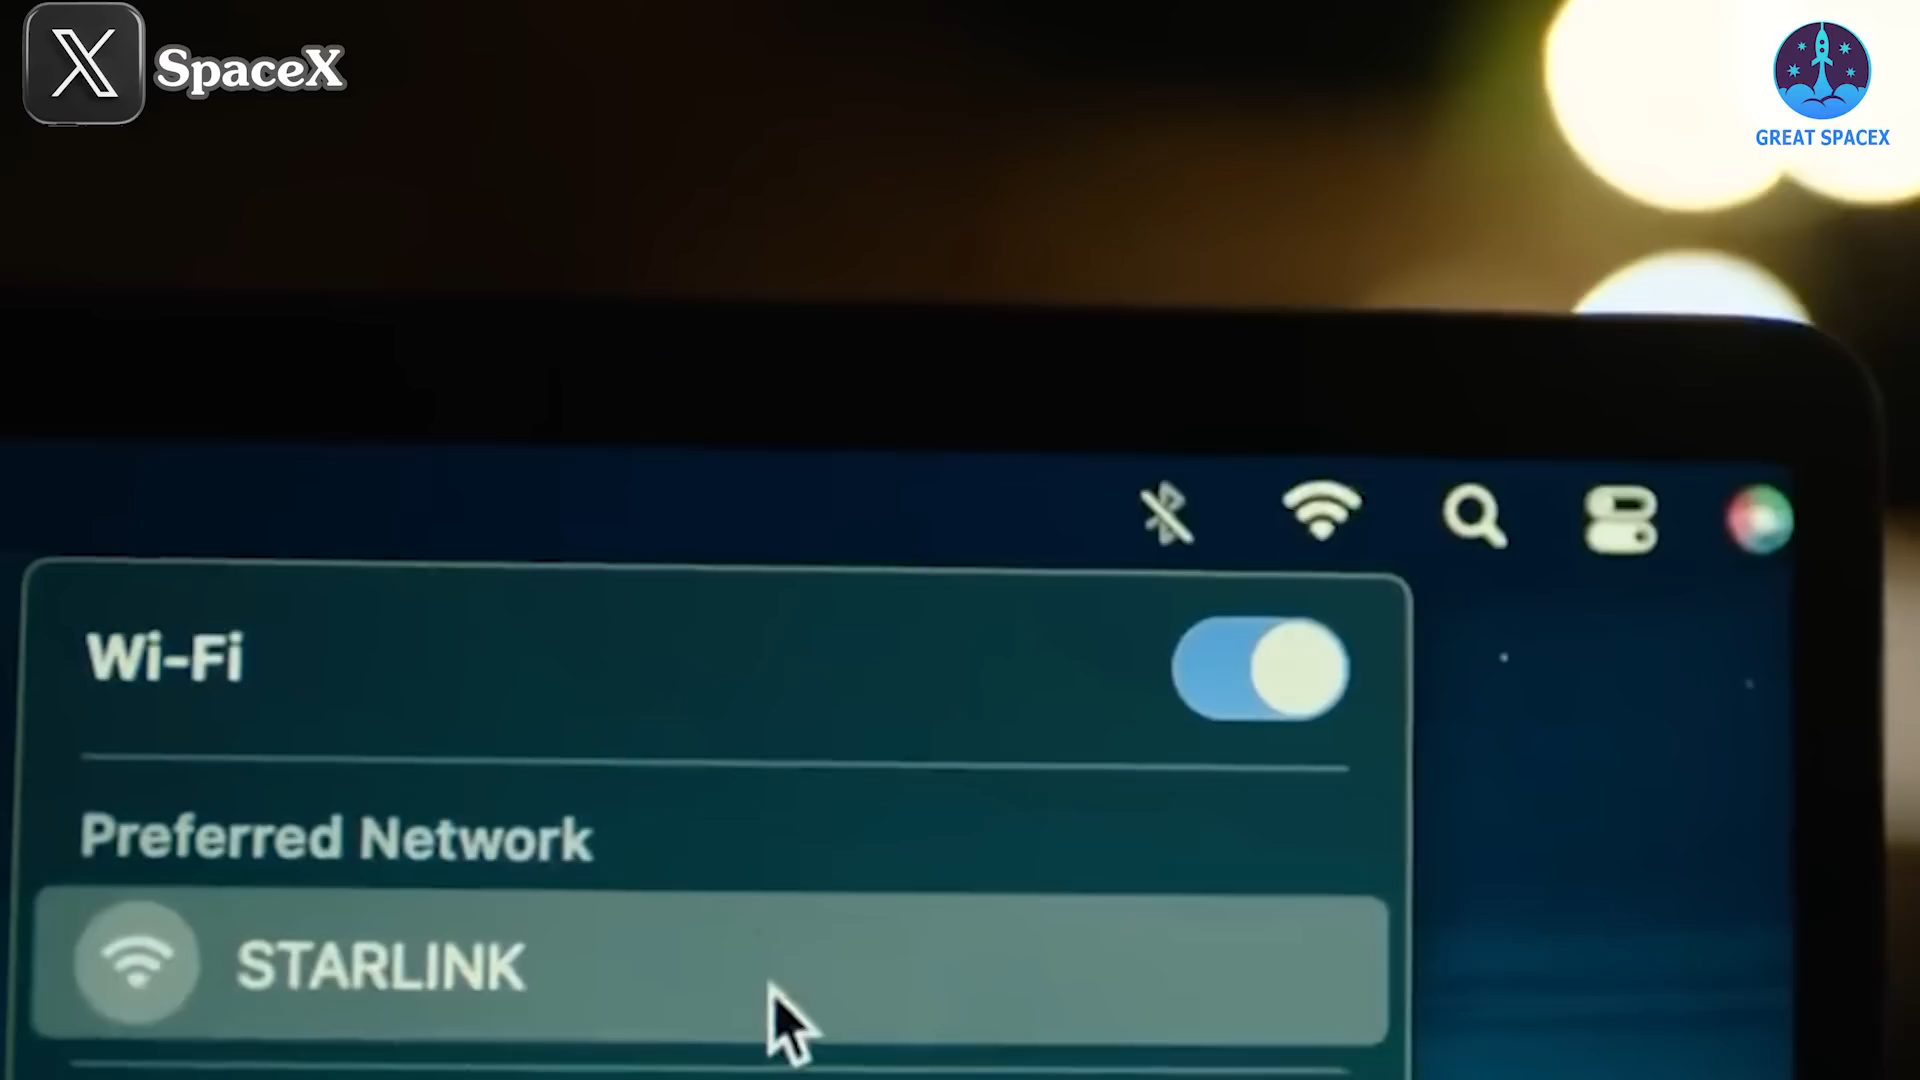 X SpaceX
GREAT SPACEX
Wi-Fi
Preferred Network
STARLINK